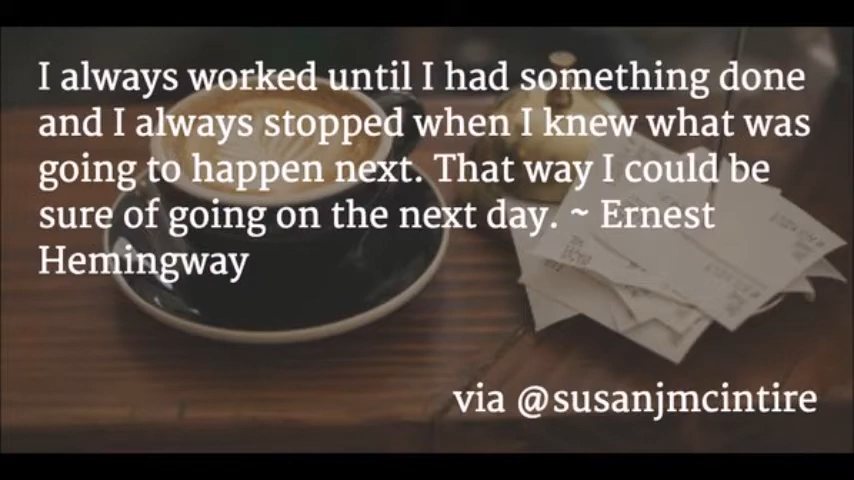 I always worked until I had something done
and I always stopped when I knew what was
going to happen next. That way I could be
sure of going on the next day. ~ Ernest
Hemingway
via @susanjmcintire